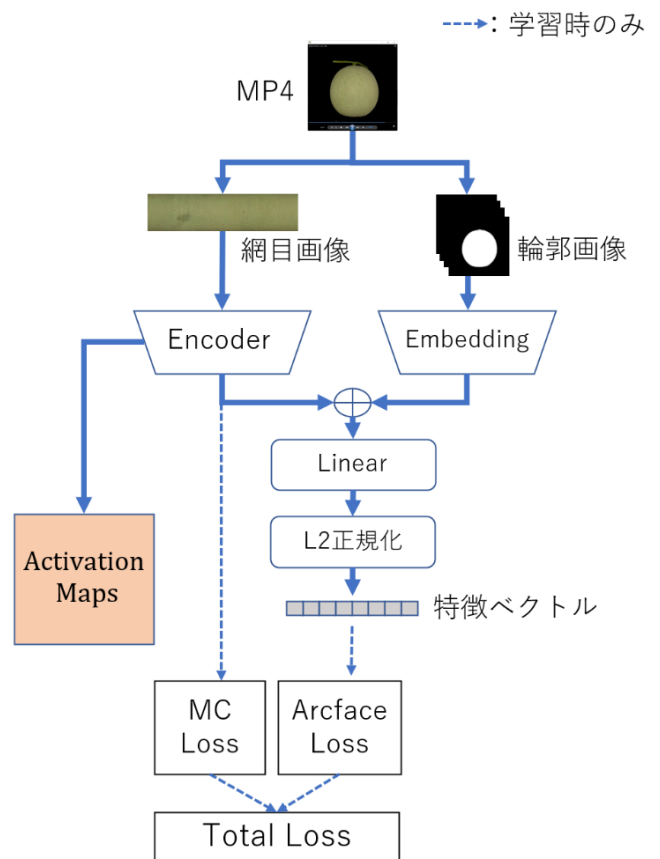 ：学習時のみ
MP4
網目画像
輪郭画像
Encoder
Embedding
Linear
L2正規化
Activation
Maps
特徴ベクトル
MC
Loss
Arcface
Loss
Total Loss